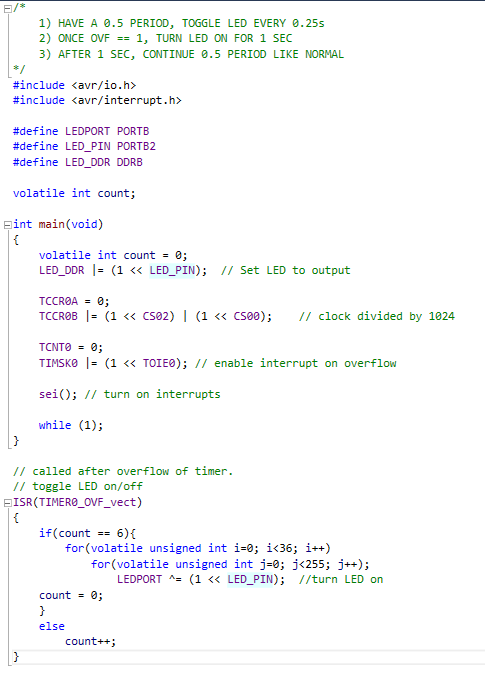 /*
    1) HAVE A 0.5 PERIOD, TOGGLE LED EVERY 0.25s
    2) ONCE OVF == 1, TURN LED ON FOR 1 SEC
    3) AFTER 1 SEC, CONTINUE 0.5 PERIOD LIKE NORMAL
*/
#include <avr/io.h>
#include <avr/interrupt.h>

#define LEDPORT PORTB
#define LED_PIN PORTB2
#define LED_DDR DDRB

volatile int count;

int main(void)
{
    volatile int count = 0;
    LED_DDR |= (1 << LED_PIN);  // Set LED to output

    TCCR0A = 0;
    TCCR0B |= (1 << CS02) | (1 << CS00);    // clock divided by 1024

    TCNT0 = 0;
    TIMSK0 |= (1 << TOIE0); // enable interrupt on overflow

    sei(); // turn on interrupts

    while (1);
}

// called after overflow of timer.
// toggle LED on/off
ISR(TIMER0_OVF_vect)
{
    if(count == 6){
        for(volatile unsigned int i=0; i<36; i++)
            for(volatile unsigned int j=0; j<255; j++);
                LEDPORT ^= (1 << LED_PIN);  //turn LED on
    count = 0;
    }
    else
        count++;
}